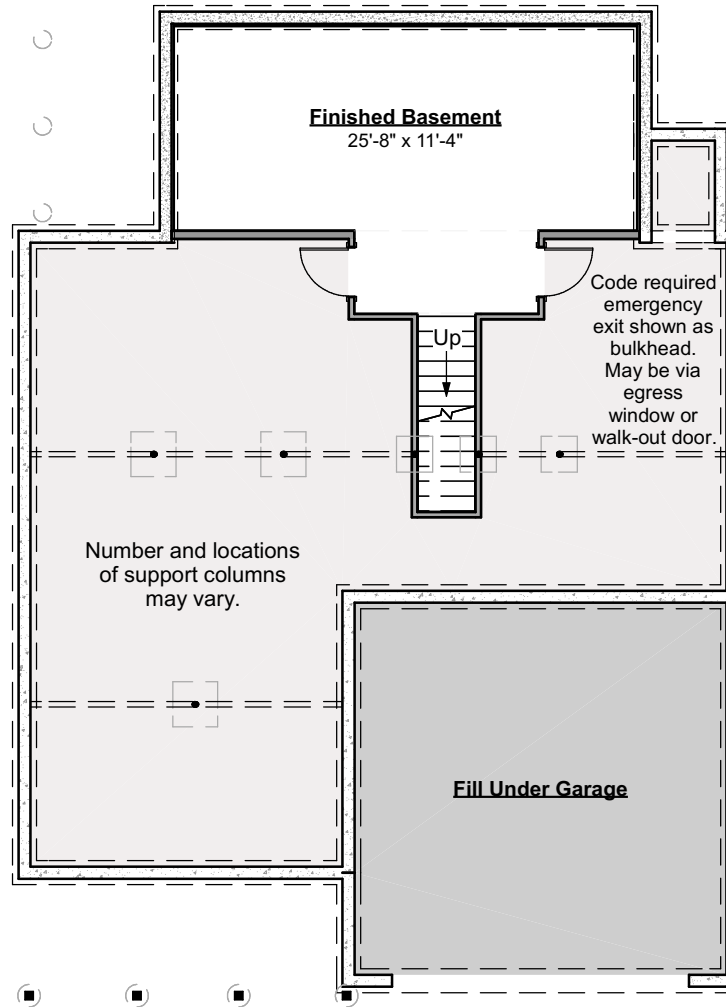 Finished Basement
25'-8" x 11'-4"
Code required
emergency
exit shown as
bulkhead.
May be via
egress
window or
walk-out door.
Up
Number and locations
of support columns
may vary.
Fill Under Garage